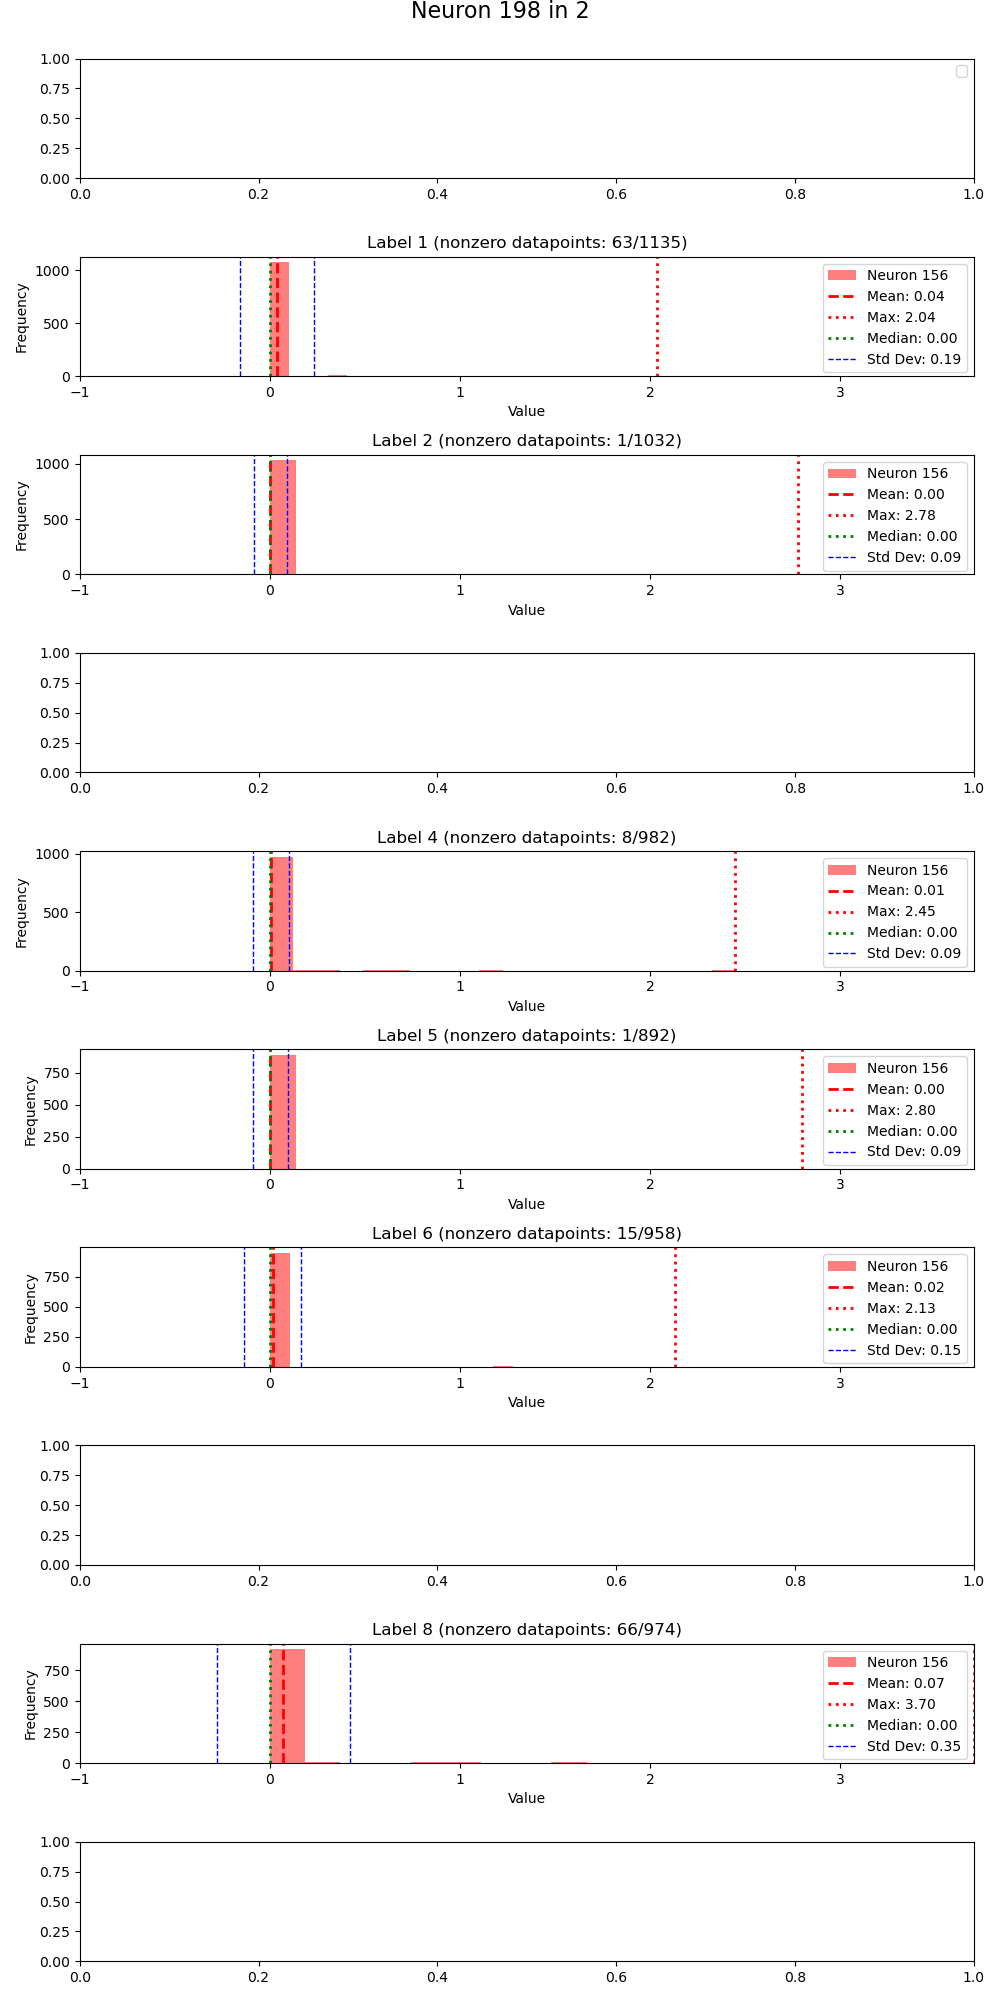 Neuron 198 in 2
1.00
0.75
0.50
0.25
0.00
0.0 0.2 0.4 0.6 0.8 1.0
Label 1 (nonzero datapoints: 63/1135)
Frequency
1000
500
0
Neuron 156
Mean: 0.04
Max: 2.04
Median: 0.00
Std Dev: 0.19
−1 0 1 2 3
Value
Label 2 (nonzero datapoints: 1/1032)
Frequency
1000
500
0
Neuron 156
Mean: 0.00
Max: 2.78
Median: 0.00
Std Dev: 0.09
−1 0 1 2 3
Value
1.00
0.75
0.50
0.25
0.00
0.0 0.2 0.4 0.6 0.8 1.0
Label 4 (nonzero datapoints: 8/982)
Frequency
1000
500
0
Neuron 156
Mean: 0.01
Max: 2.45
Median: 0.00
Std Dev: 0.09
−1 0 1 2 3
Value
Label 5 (nonzero datapoints: 1/892)
Frequency
750
500
250
0
Neuron 156
Mean: 0.00
Max: 2.80
Median: 0.00
Std Dev: 0.09
−1 0 1 2 3
Value
Label 6 (nonzero datapoints: 15/958)
Frequency
750
500
250
0
Neuron 156
Mean: 0.02
Max: 2.13
Median: 0.00
Std Dev: 0.15
−1 0 1 2 3
Value
1.00
0.75
0.50
0.25
0.00
0.0 0.2 0.4 0.6 0.8 1.0
Label 8 (nonzero datapoints: 66/974)
Frequency
750
500
250
0
Neuron 156
Mean: 0.07
Max: 3.70
Median: 0.00
Std Dev: 0.35
−1 0 1 2 3
Value
1.00
0.75
0.50
0.25
0.00
0.0 0.2 0.4 0.6 0.8 1.0